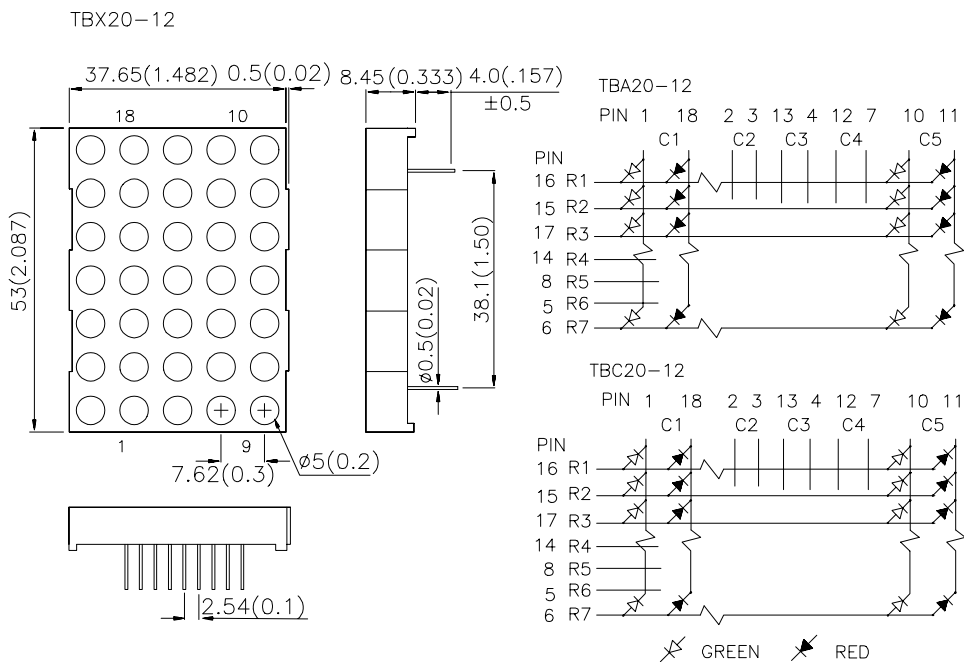 TBX20-12
37.65(1.482) 0.5(0.02) 8.45(0.333) 4.0(.157)
±0.5
18 10
53(2.087)
38.1(1.50)
ø0.5(0.02)
1 9
7.62(0.3)
ø5(0.2)
2.54(0.1)
TBA20-12
PIN 1 18 2 3 13 4 12 7 10 11
C1 C2 C3 C4 C5
PIN
16 R1
15 R2
17 R3
14 R4
8 R5
5 R6
6 R7
TBC20-12
PIN 1 18 2 3 13 4 12 7 10 11
C1 C2 C3 C4 C5
PIN
16 R1
15 R2
17 R3
14 R4
8 R5
5 R6
6 R7
GREEN RED